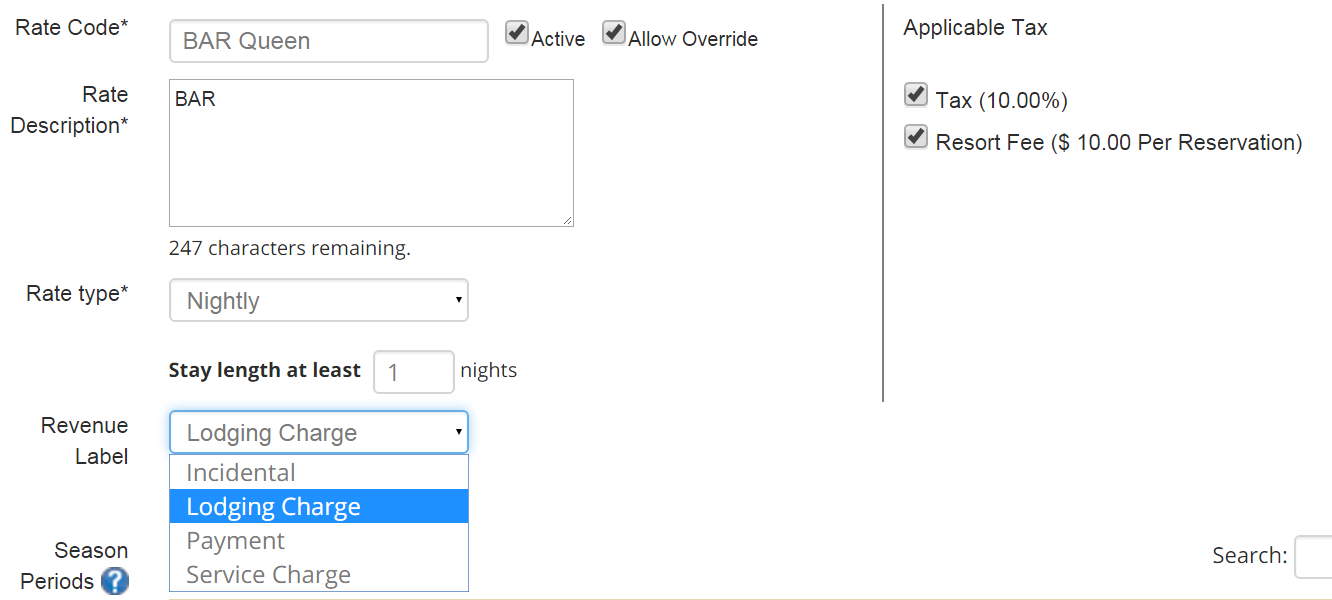 Rate Code*
BAR Queen
Active
Allow Override
Rate
Description*
BAR
247 characters remaining.
Rate type*
Nightly
Stay length at least 1 nights
Revenue
Label
Lodging Charge
Incidental
Lodging Charge
Payment
Service Charge
Season
Periods ?
Applicable Tax
Tax (10.00%)
Resort Fee ($ 10.00 Per Reservation)
Search: